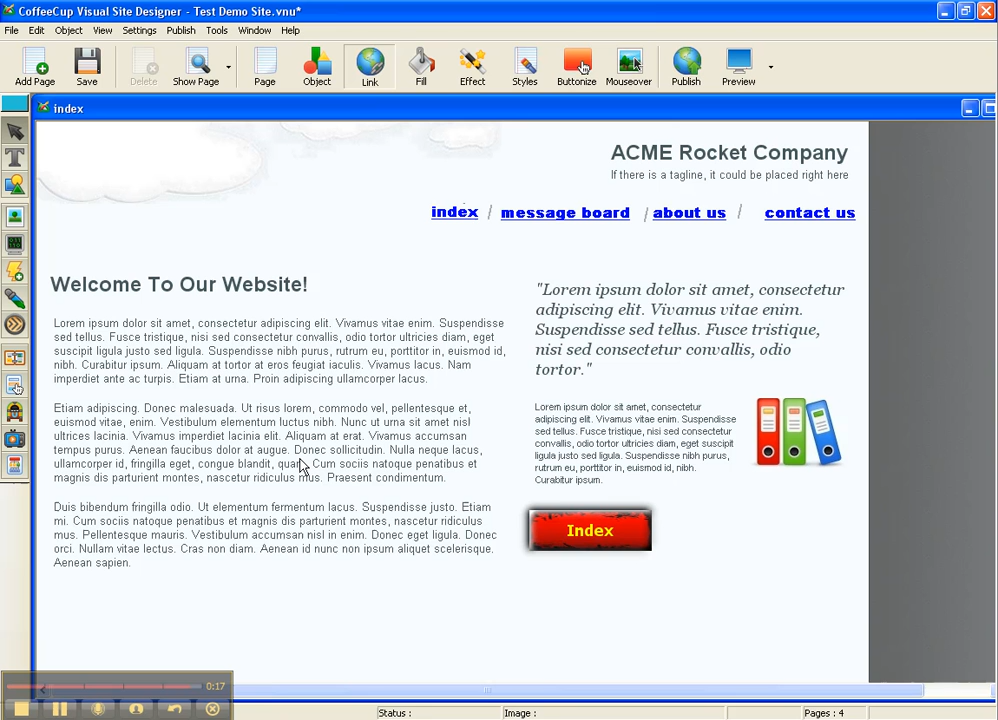 CoffeeCup Visual Site Designer - Test Demo Site.vnu*
File Edit Object View Settings Publish Tools Window Help
Add Page Save Delete Show Page Page Object Link Fill Effect Styles Buttonize Mouseover Publish Preview
index
ACME Rocket Company
If there is a tagline, it could be placed right here
index / message board / about us / contact us
Welcome To Our Website!
Lorem ipsum dolor sit amet, consectetur adipiscing elit. Vivamus vitae enim. Suspendisse
sed tellus. Fusce tristique, nisi sed consectetur convallis, odio tortor ultricies diam, eget
suscipit ligula justo sed ligula. Suspendisse nibh purus, rutrum eu, porttitor in, euismod id,
nibh. Curabitur ipsum. Aliquam at tortor at eros feugiat iaculis. Vivamus lacus. Nam
imperdiet ante ac turpis. Etiam at urna. Proin adipiscing ullamcorper lacus.
Etiam adipiscing. Donec malesuada. Ut risus lorem, commodo vel, pellentesque et,
euismod vitae, enim. Vestibulum elementum luctus nibh. Nunc ut urna sit amet nisl
ultrices lacinia. Vivamus imperdiet lacinia elit. Aliquam at erat. Vivamus accumsan
tempus purus. Aenean faucibus dolor at augue. Donec sollicitudin. Nulla neque lacus,
ullamcorper id, fringilla eget, congue blandit, quam. Cum sociis natoque penatibus et
magnis dis parturient montes, nascetur ridiculus mus. Praesent condimentum.
Duis bibendum fringilla odio. Ut elementum fermentum lacus. Suspendisse justo. Etiam
mi. Cum sociis natoque penatibus et magnis dis parturient montes, nascetur ridiculus
mus. Pellentesque mauris. Vestibulum accumsan nisl in enim. Donec eget ligula. Donec
orci. Nullam vitae lectus. Cras non diam. Aenean id nunc non ipsum aliquet scelerisque.
Aenean sapien.
"Lorem ipsum dolor sit amet, consectetur
adipiscing elit. Vivamus vitae enim.
Suspendisse sed tellus. Fusce tristique,
nisi sed consectetur convallis, odio
tortor."
Lorem ipsum dolor sit amet, consectetur
adipiscing elit. Vivamus vitae enim. Suspendisse
sed tellus. Fusce tristique, nisi sed consectetur
convallis, odio tortor ultricies diam, eget suscipit
ligula justo sed ligula. Suspendisse nibh purus,
rutrum eu, porttitor in, euismod id, nibh.
Curabitur ipsum.
Index
0:17
Status : Image : Pages : 4